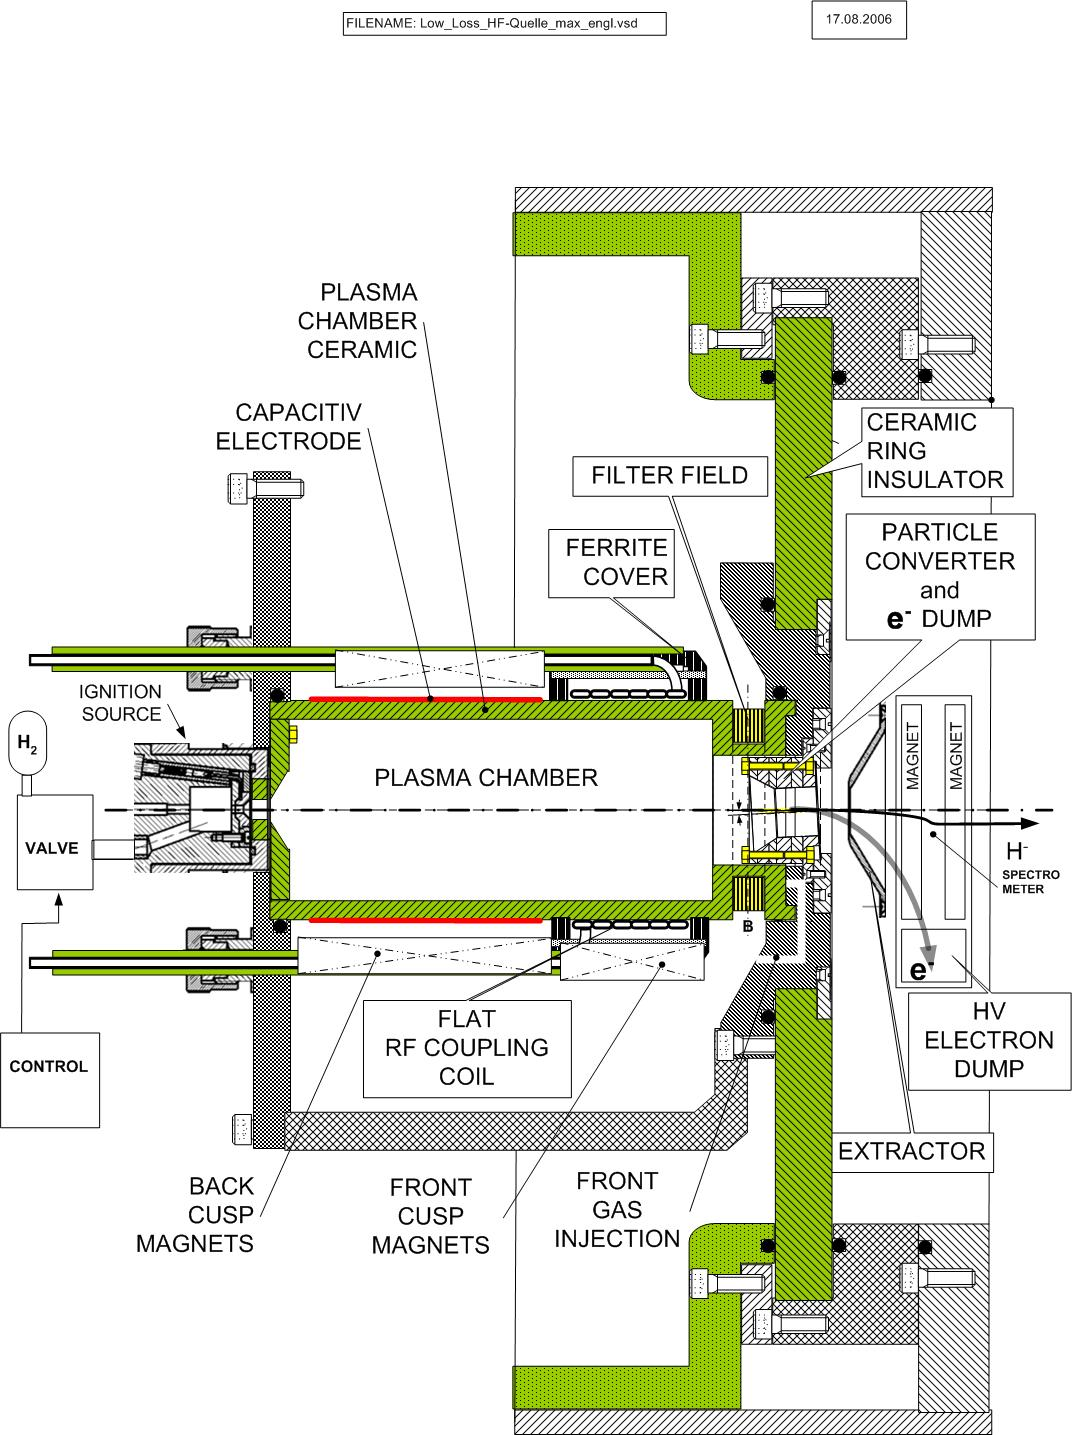 FILENAME: Low_Loss_HF-Quelle_max_engl.vsd
17.08.2006
PLASMA
CHAMBER
CERAMIC
CAPACITIV
ELECTRODE
FILTER FIELD
FERRITE
COVER
CERAMIC
RING
INSULATOR
PARTICLE
CONVERTER
and
e- DUMP
IGNITION
SOURCE
H2
VALVE
CONTROL
PLASMA CHAMBER
MAGNET
MAGNET
H-
SPECTRO
METER
B
e-
HV
ELECTRON
DUMP
FLAT
RF COUPLING
COIL
EXTRACTOR
BACK
CUSP
MAGNETS
FRONT
CUSP
MAGNETS
FRONT
GAS
INJECTION